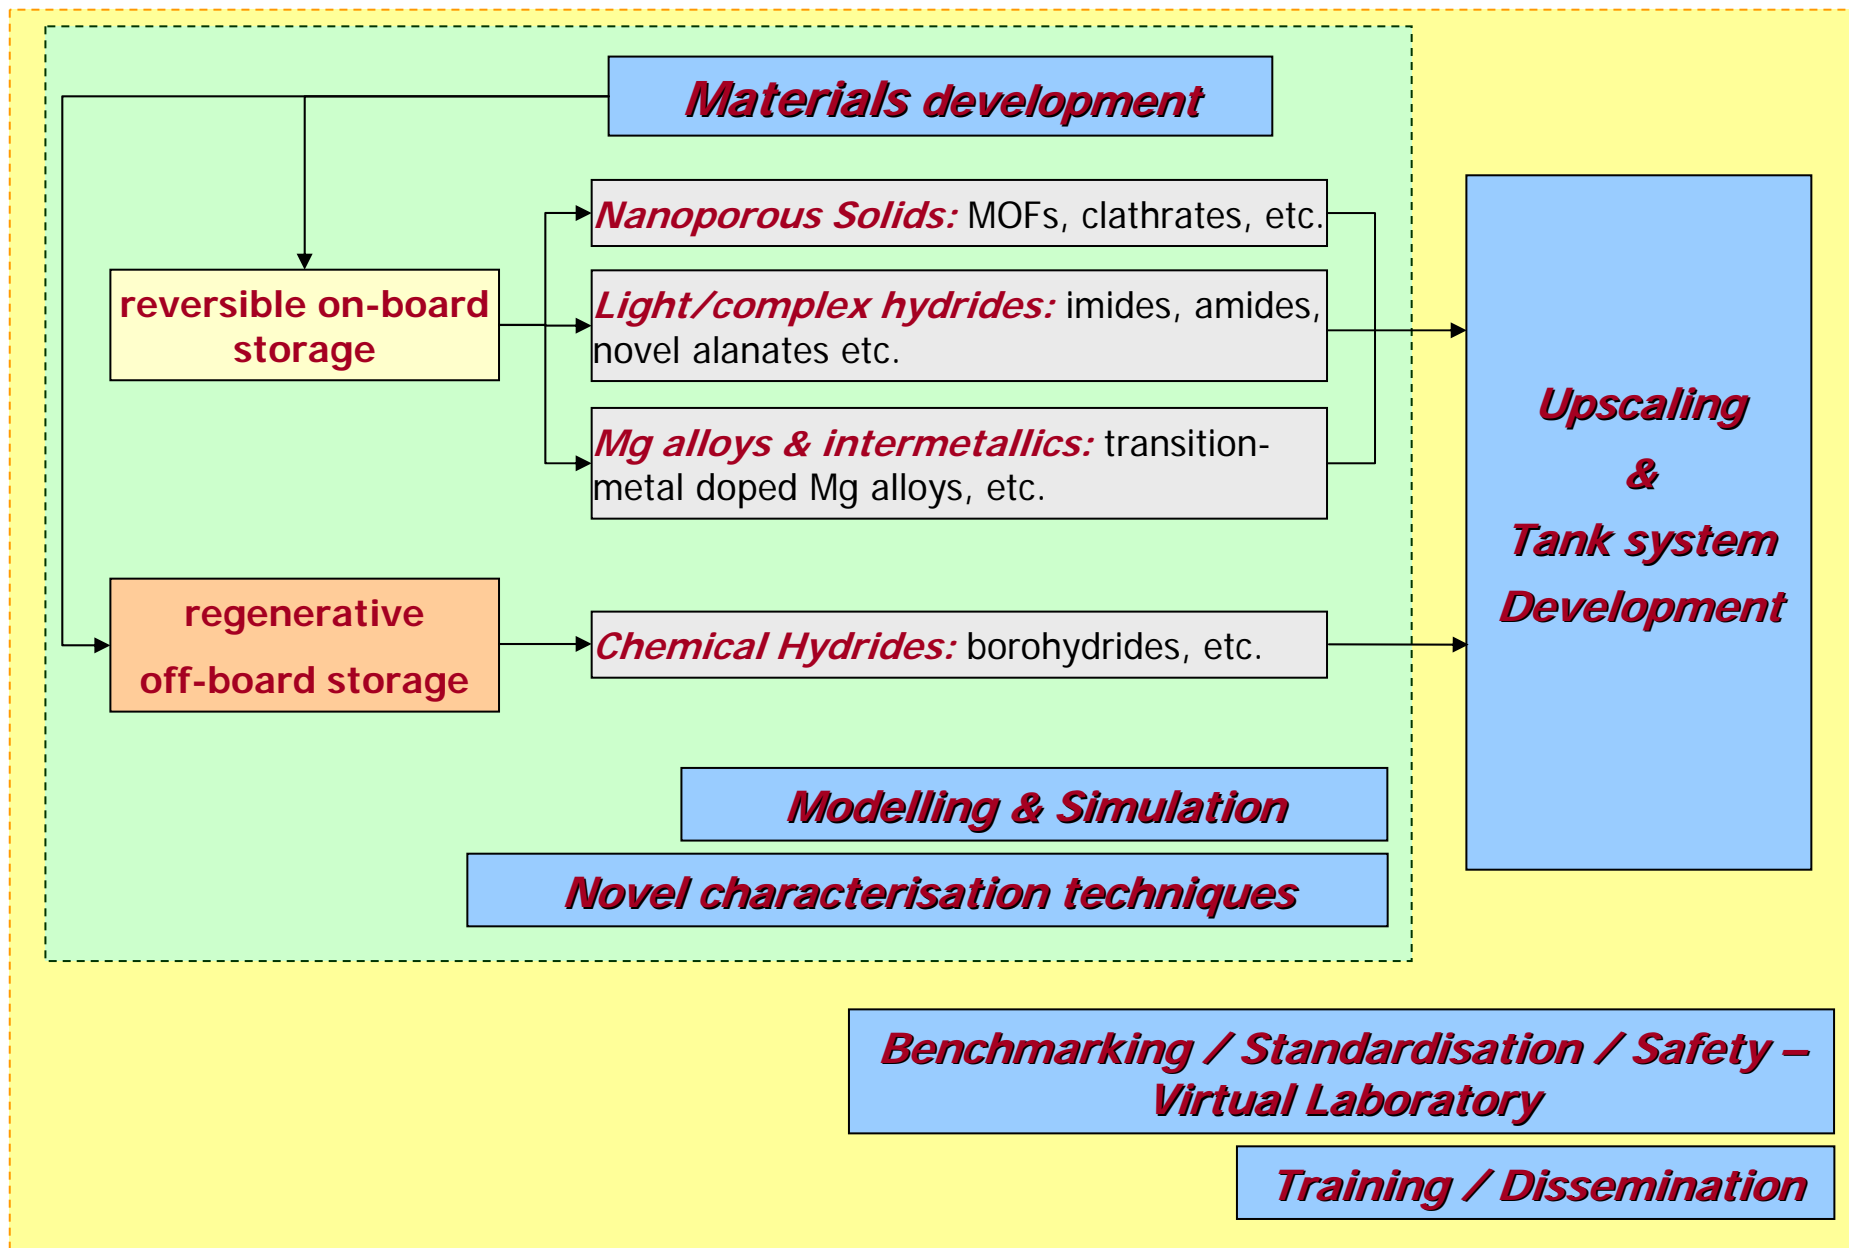 Materials development
Nanoporous Solids: MOFs, clathrates, etc.
reversible on-board
storage
Light/complex hydrides: imides, amides,
novel alanates etc.
Mg alloys & intermetallics: transition-
metal doped Mg alloys, etc.
Upscaling
&
Tank system
Development
regenerative
off-board storage
Chemical Hydrides: borohydrides, etc.
Modelling & Simulation
Novel characterisation techniques
Benchmarking / Standardisation / Safety –
Virtual Laboratory
Training / Dissemination